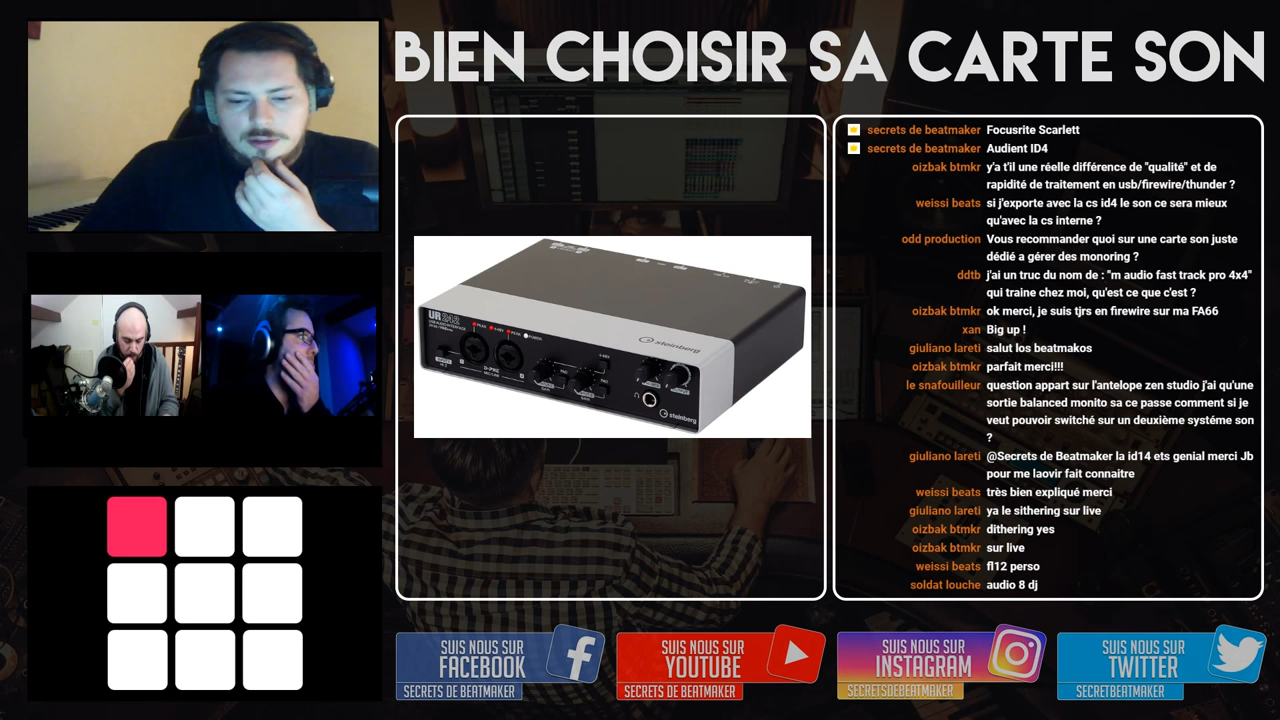 BIEN CHOISIR SA CARTE SON
secrets de beatmaker Focusrite Scarlett
secrets de beatmaker Audient ID4
oizbak btmkr y'a t'il une réelle différence de "qualité" et de
rapidité de traitement en usb/firewire/thunder ?
weissi beats si j'exporte avec la cs id4 le son ce sera mieux
qu'avec la cs interne ?
odd production Vous recommander quoi sur une carte son juste
dédié a gérer des monoring ?
ddtb j'ai un truc du nom de : "m audio fast track pro 4x4"
qui traine chez moi, qu'est ce que c'est ?
oizbak btmkr ok merci, je suis tjrs en firewire sur ma FA66
xan Big up !
giuliano lareti salut los beatmakos
oizbak btmkr parfait merci!!!!
le snafouilleur question appart sur l'antelope zen studio j'ai qu'une
sortie balanced monito sa ce passe comment si je
veut pouvoir switché sur un deuxième systéme son
?
giuliano lareti @Secrets de Beatmaker la id14 ets genial merci Jb
pour me laovir fait connaitre
weissi beats très bien expliqué merci
giuliano lareti ya le sithering sur live
oizbak btmkr dithering yes
oizbak btmkr sur live
weissi beats fl12 perso
soldat louche audio 8 dj
UR242
steinberg
D-PRE
steinberg
SUIS NOUS SUR
FACEBOOK
SECRETS DE BEATMAKER
SUIS NOUS SUR
YOUTUBE
SECRETS DE BEATMAKER
SUIS NOUS SUR
INSTAGRAM
SECRETSDEBEATMAKER
SUIS NOUS SUR
TWITTER
SECRETBEATMAKER